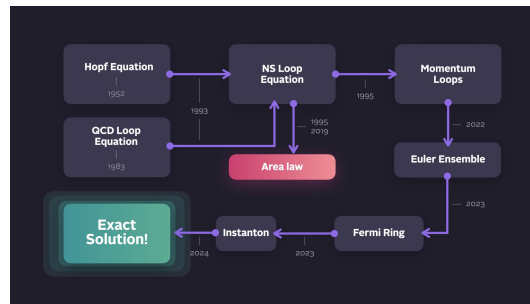 Hopf Equation
1952
NS Loop
Equation
Momentum
Loops
1993
1995
QCD Loop
Equation
1983
1995
2019
2022
Area law
Euler Ensemble
2023
Exact
Solution!
Instanton
Fermi Ring
2024
2023